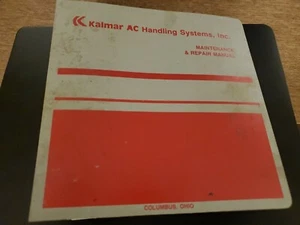 Kalmar AC Handling Systems, Inc.
MAINTENANCE
& REPAIR MANUAL
COLUMBUS, OHIO